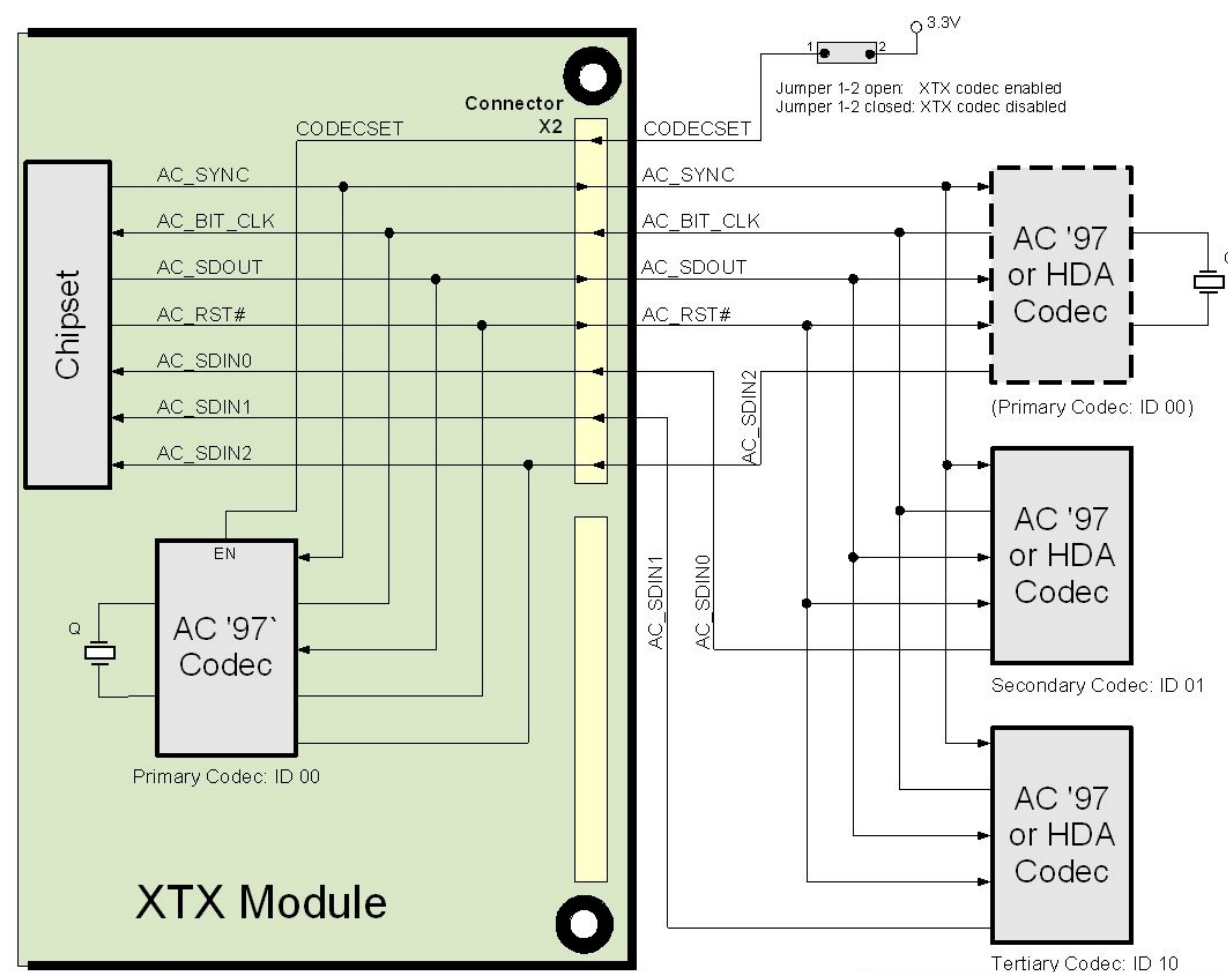 3.3V
1
2
Jumper 1-2 open: XTX codec enabled
Jumper 1-2 closed: XTX codec disabled
Connector
X2
CODECSET
CODECSET
AC_SYNC
AC_SYNC
AC_BIT_CLK
AC_BIT_CLK
AC_SDOUT
AC_SDOUT
AC_RST#
AC_RST#
AC_SDIN0
AC_SDIN1
AC_SDIN2
Chipset
AC_SDIN2
AC_SDIN1
AC_SDIN0
AC '97
or HDA
Codec
(Primary Codec: ID 00)
AC '97
or HDA
Codec
Secondary Codec: ID 01
EN
Q
AC '97`
Codec
Primary Codec: ID 00
AC '97
or HDA
Codec
Tertiary Codec: ID 10
XTX Module